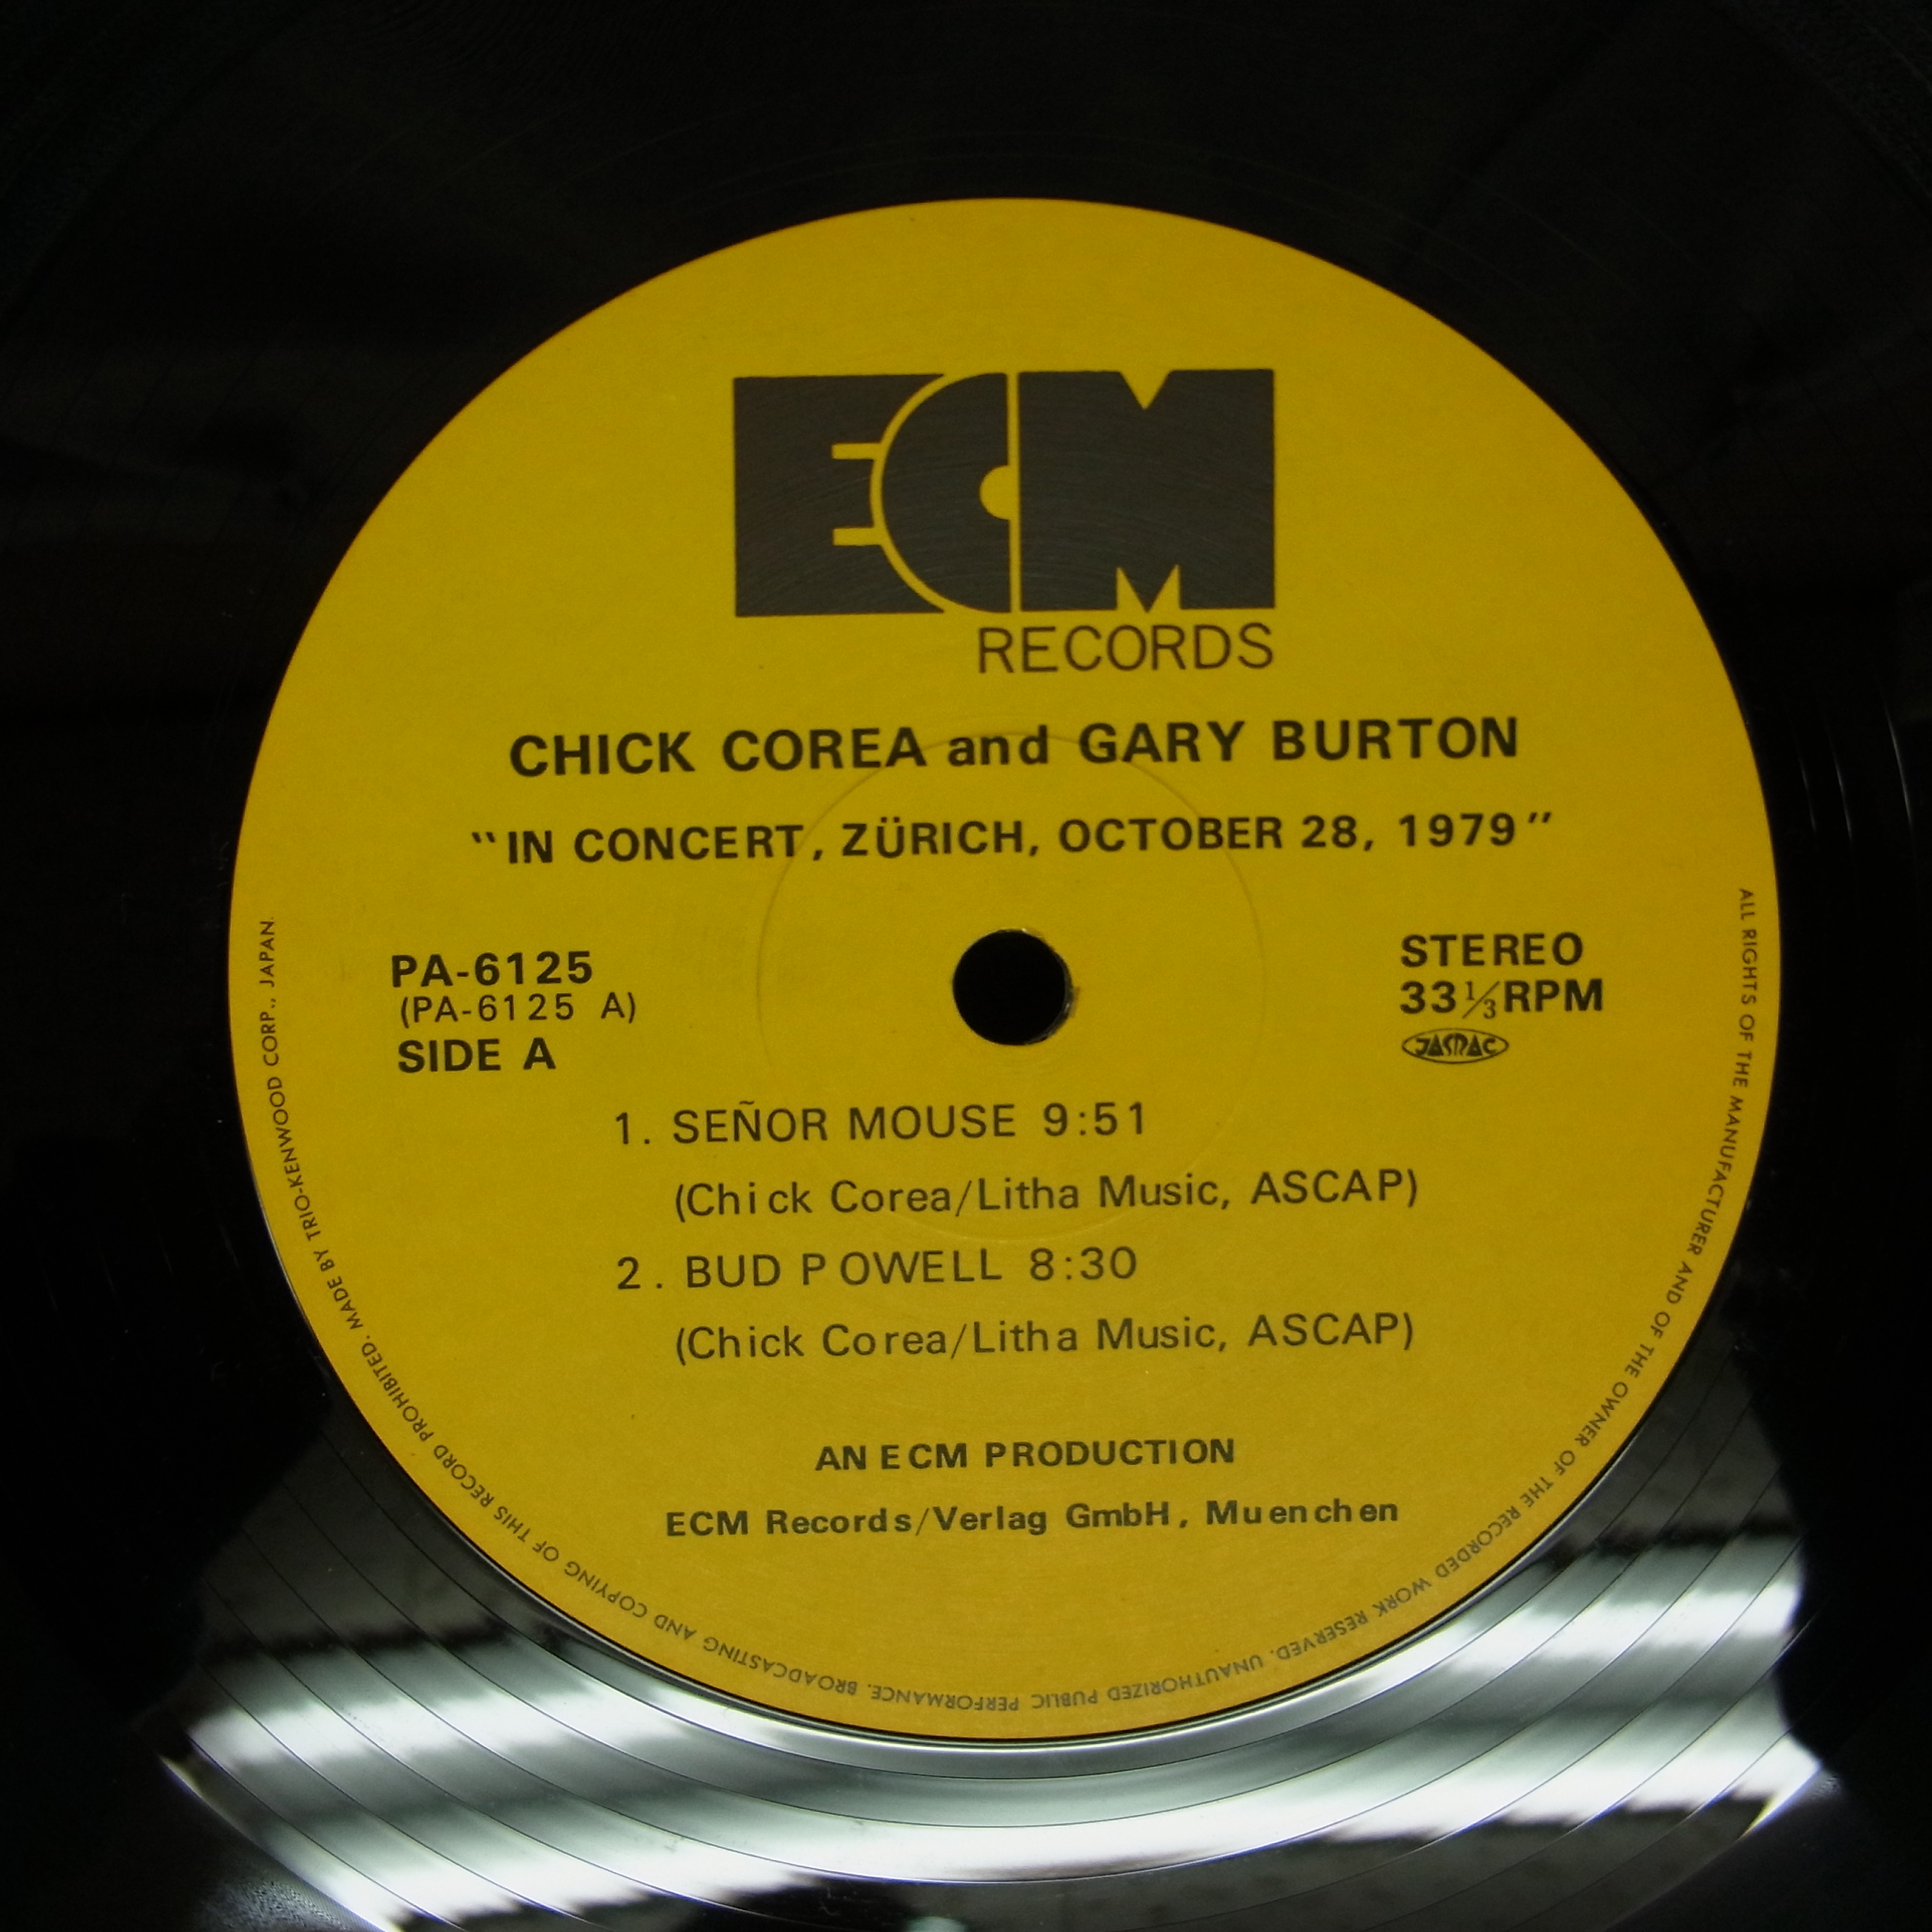 ECM
RECORDS
CHICK COREA and GARY BURTON
"IN CONCERT, ZÜRICH, OCTOBER 28, 1979"
PA-6125
(PA-6125 A)
SIDE A
STEREO
33 1/3 RPM
JASRAC
1. SEÑOR MOUSE 9:51
(Chick Corea/Litha Music, ASCAP)
2. BUD POWELL 8:30
(Chick Corea/Litha Music, ASCAP)
AN ECM PRODUCTION
ECM Records/Verlag GmbH, Muenchen
ALL RIGHTS OF THE MANUFACTURER AND OF THE OWNER OF THE RECORDED WORK RESERVED. UNAUTHORIZED PUBLIC PERFORMANCE. BROADCASTING AND COPYING OF THIS RECORD PROHIBITED. MADE BY TRIO-KENWOOD CORP., JAPAN.